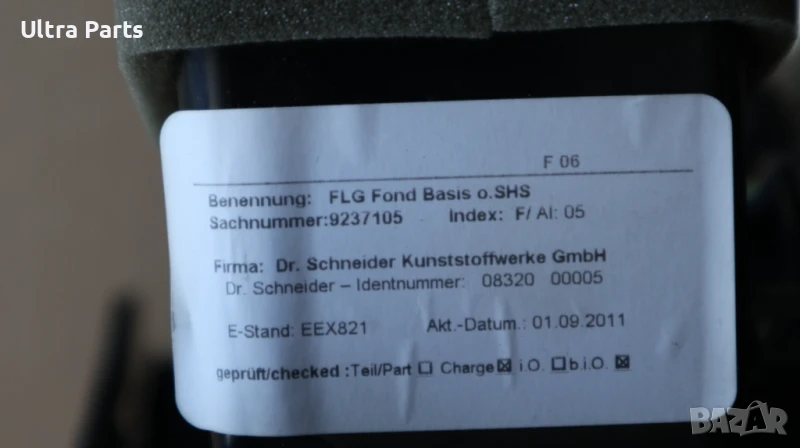 Ultra Parts
F 06
Benennung: FLG Fond Basis o.SHS
Sachnummer:9237105 Index: F/ AI: 05
Firma: Dr. Schneider Kunststoffwerke GmbH
Dr. Schneider – Identnummer: 08320 00005
E-Stand: EEX821 Akt.-Datum.: 01.09.2011
geprüft/checked :Teil/Part ☐ Charge☒ i.O. ☐b.i.O. ☒
BAZAR